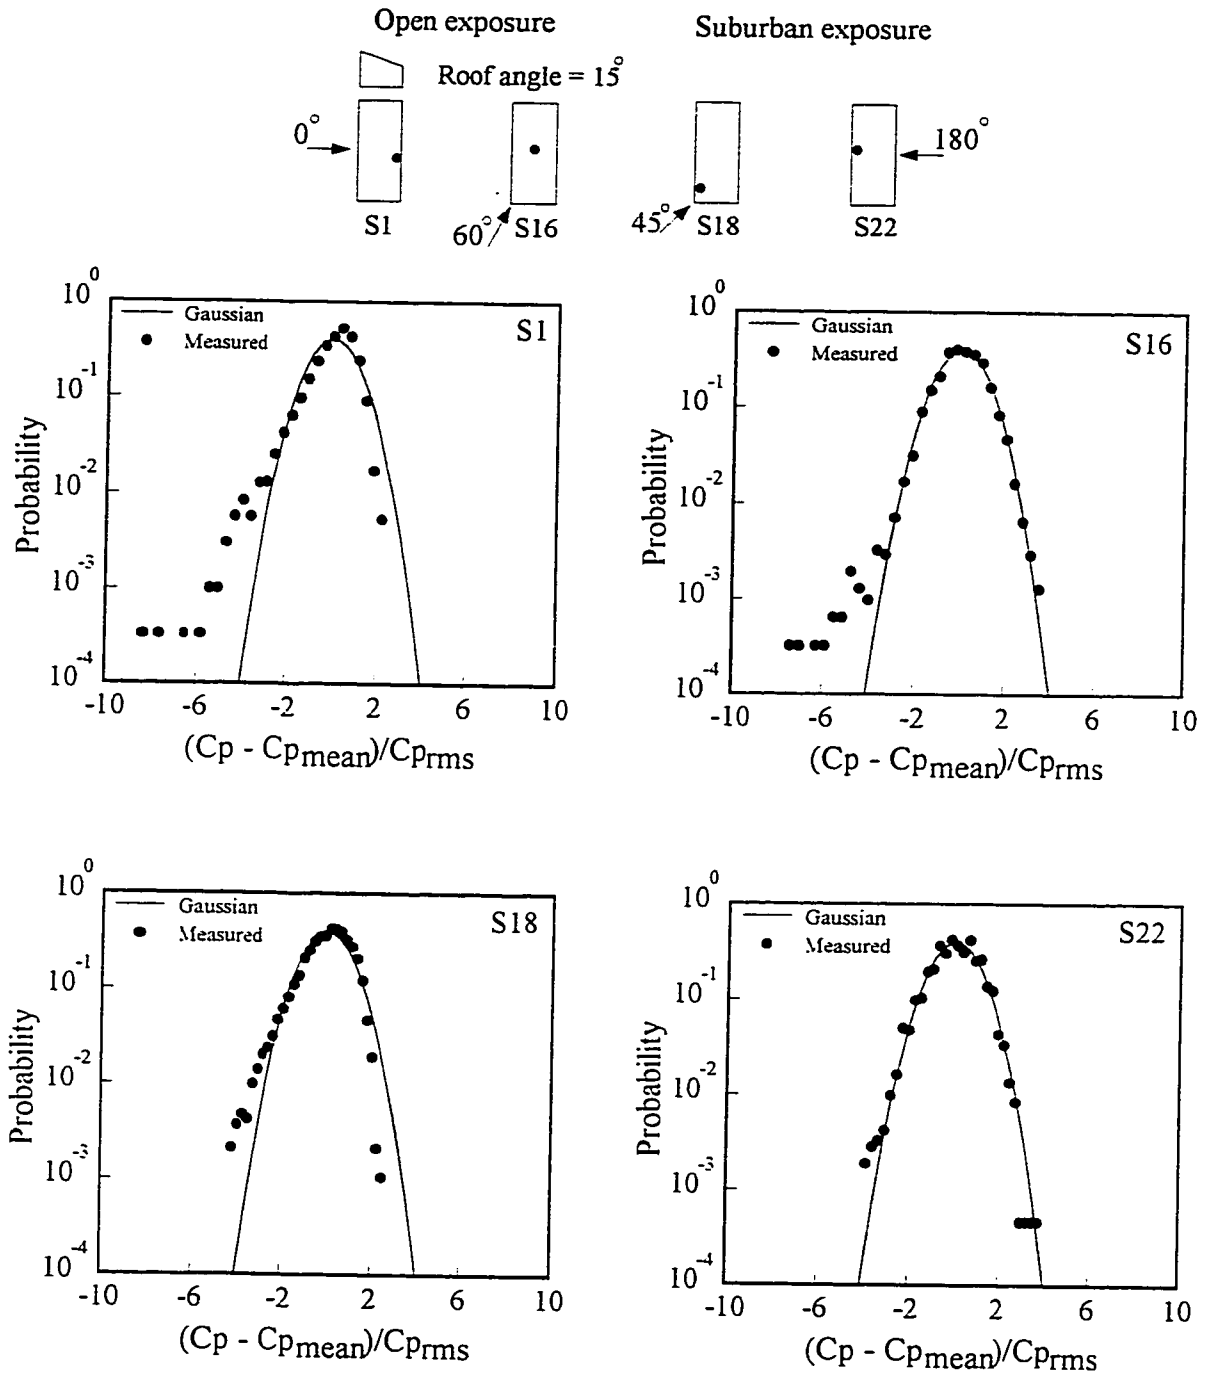 Open exposure
Suburban exposure
Roof angle = 15°
0°
180°
60°
45°
S1
S16
S18
S22
10^0
10^-1
10^-2
10^-3
10^-4
Gaussian
Measured
S1
Probability
-10 -6 -2 2 6 10
(Cp - Cpmean)/Cprms
10^0
10^-1
10^-2
10^-3
10^-4
Gaussian
Measured
S16
Probability
-10 -6 -2 2 6 10
(Cp - Cpmean)/Cprms
10^0
10^-1
10^-2
10^-3
10^-4
Gaussian
Measured
S18
Probability
-10 -6 -2 2 6 10
(Cp - Cpmean)/Cprms
10^0
10^-1
10^-2
10^-3
10^-4
Gaussian
Measured
S22
Probability
-10 -6 -2 2 6 10
(Cp - Cpmean)/Cprms